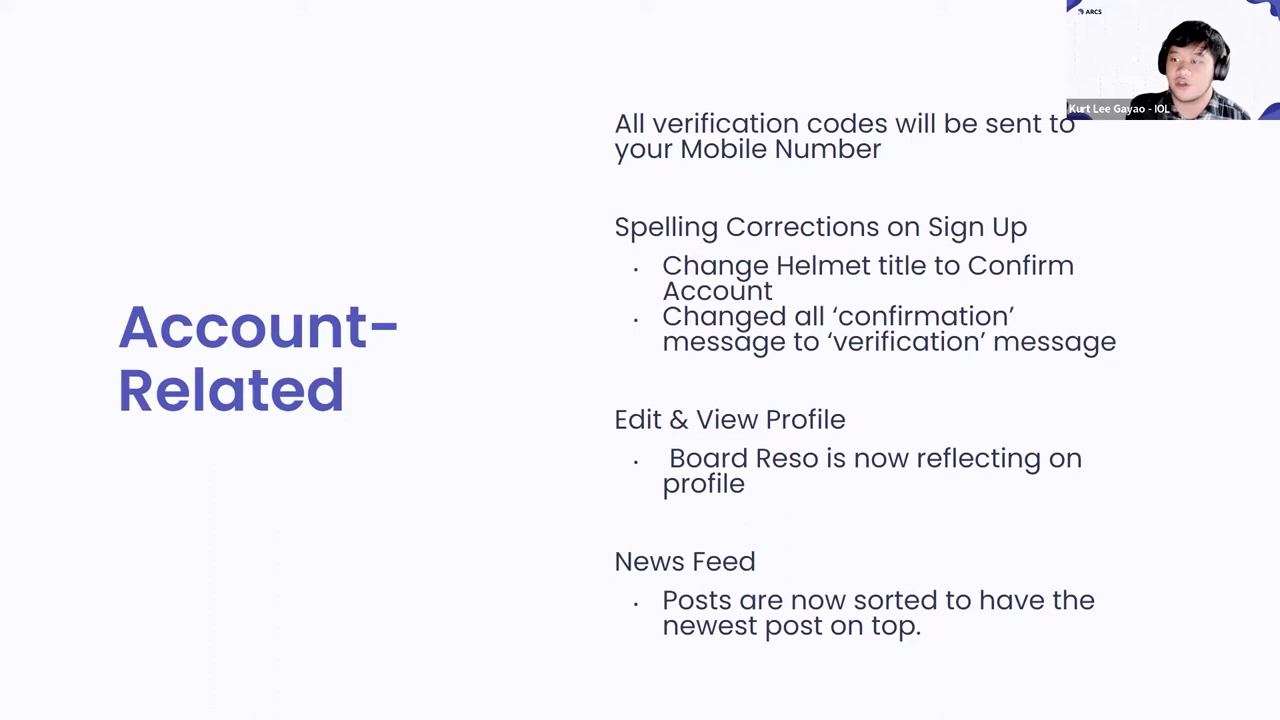 ARCS
Kurt Lee Gayao - IOL
All verification codes will be sent to
your Mobile Number
Spelling Corrections on Sign Up
• Change Helmet title to Confirm
Account
• Changed all ‘confirmation’
message to ‘verification’ message
Account-
Related
Edit & View Profile
• Board Reso is now reflecting on
profile
News Feed
• Posts are now sorted to have the
newest post on top.